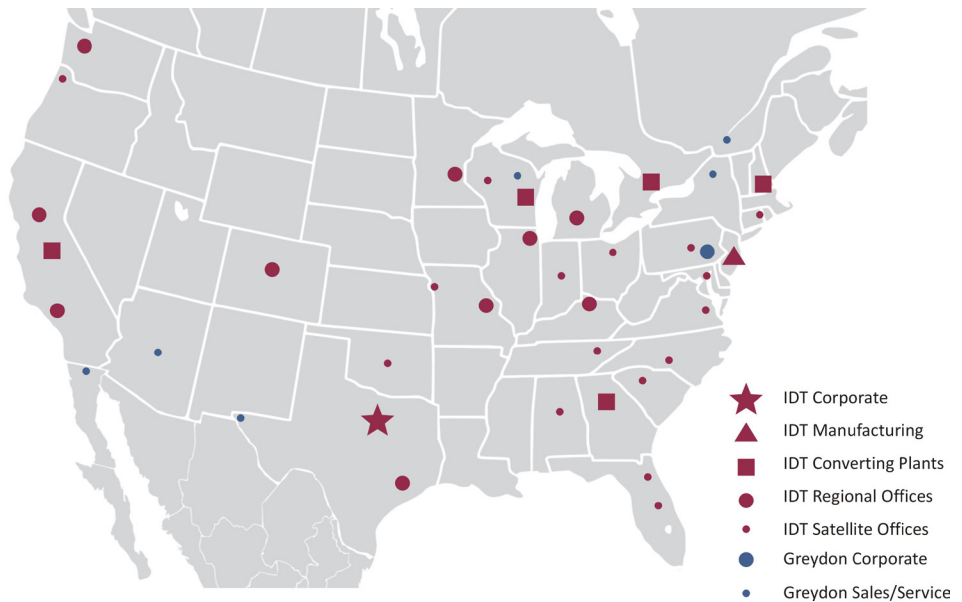 IDT Corporate
IDT Manufacturing
IDT Converting Plants
IDT Regional Offices
IDT Satellite Offices
Greydon Corporate
Greydon Sales/Service